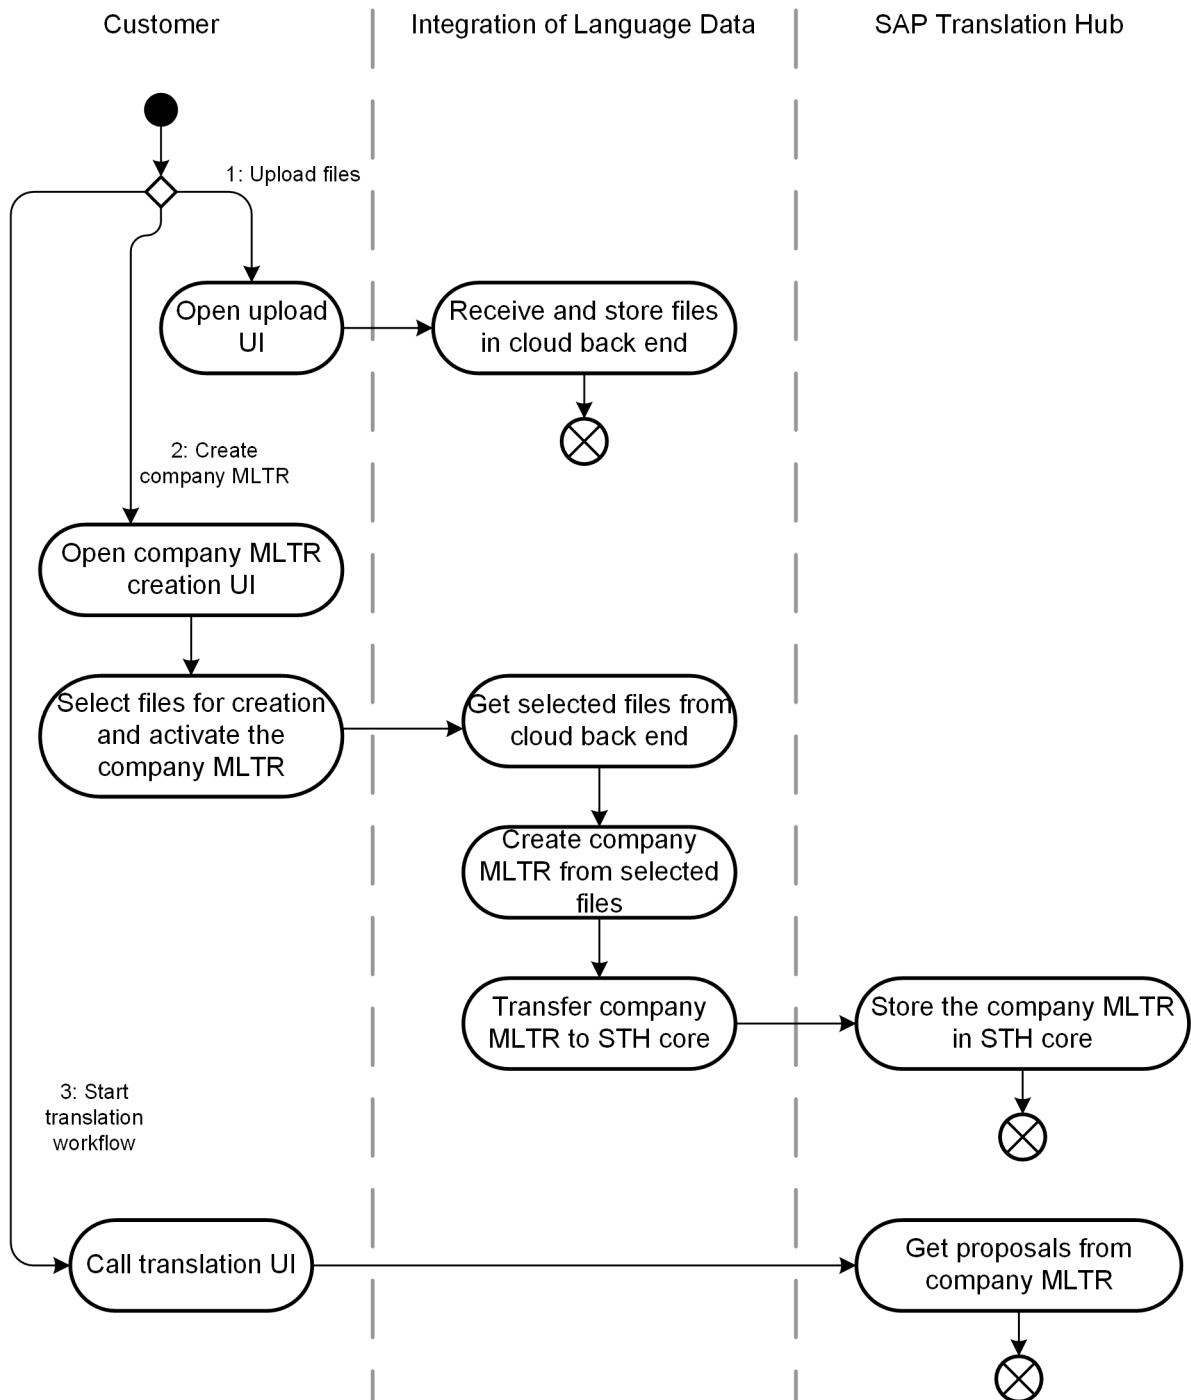 Customer
Integration of Language Data
SAP Translation Hub
1: Upload files
Open upload
UI
Receive and store files
in cloud back end
2: Create
company MLTR
Open company MLTR
creation UI
Select files for creation
and activate the
company MLTR
Get selected files from
cloud back end
Create company
MLTR from selected
files
Transfer company
MLTR to STH core
Store the company MLTR
in STH core
3: Start
translation
workflow
Call translation UI
Get proposals from
company MLTR